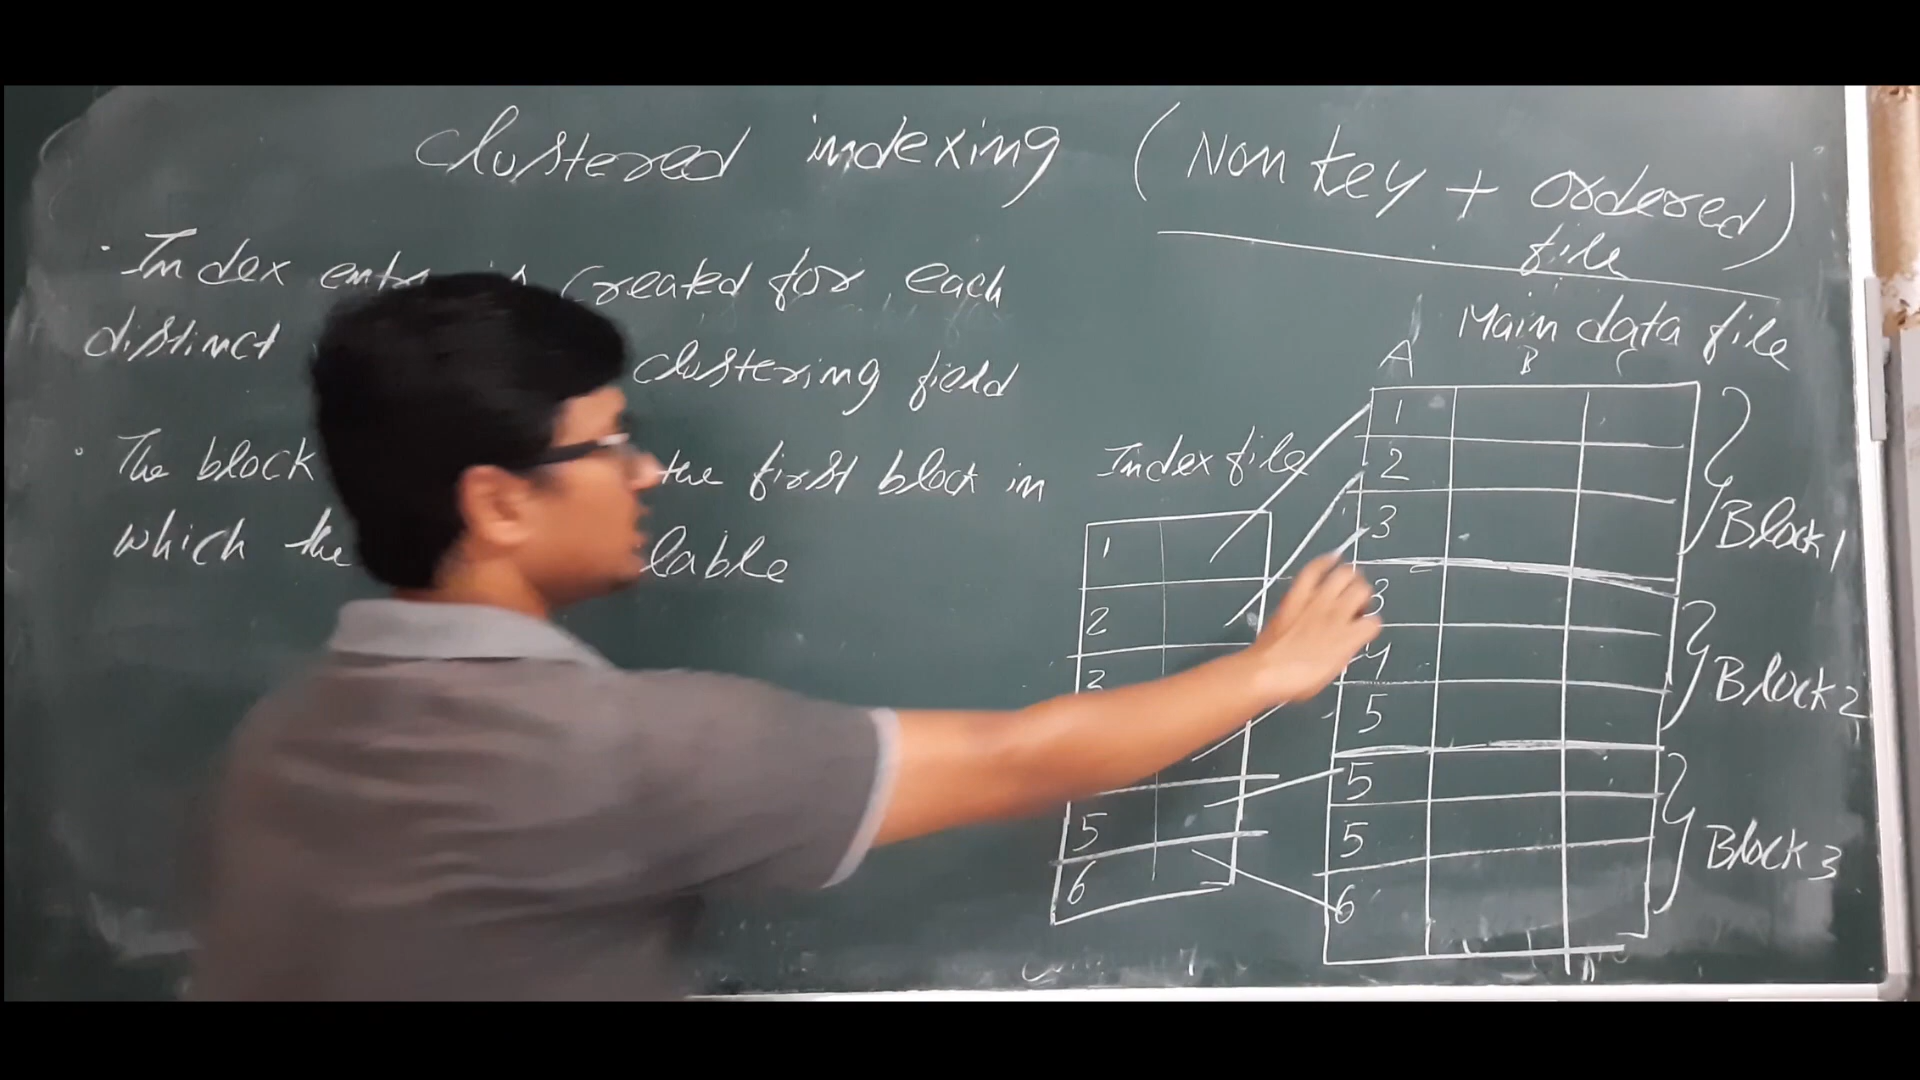 Clustered indexing (Non key + ordered)
file
. Index created for each
distinct clustering field
. The block the first block in
which the
Main data file
A B C
Index file
1
2
3
5
6
1
2
3
3
4
5
5
5
6
Block 1
Block 2
Block 3